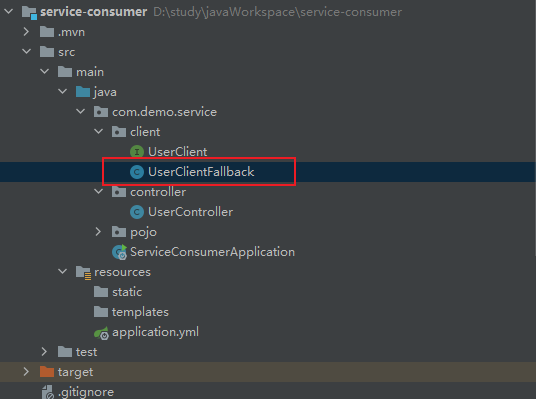 service-consumer D:\study\javaWorkspace\service-consumer
.mvn
src
main
java
com.demo.service
client
UserClient
UserClientFallback
controller
UserController
pojo
ServiceConsumerApplication
resources
static
templates
application.yml
test
target
.gitignore